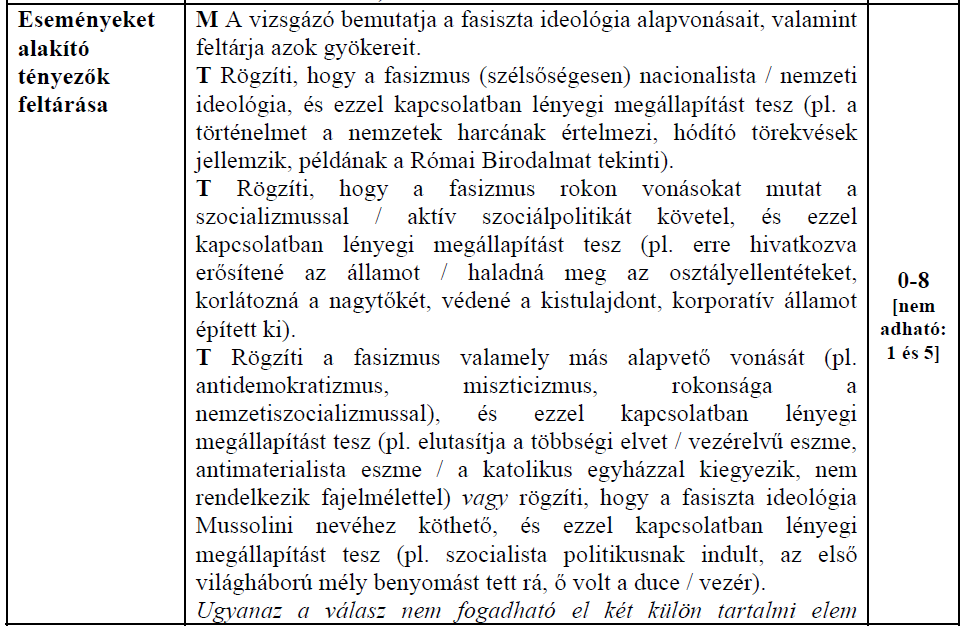 Eseményeket
alakító
tényezők
feltárása
M A vizsgázó bemutatja a fasiszta ideológia alapvonásait, valamint
feltárja azok gyökereit.
T Rögzíti, hogy a fasizmus (szélsőségesen) nacionalista / nemzeti
ideológia, és ezzel kapcsolatban lényegi megállapítást tesz (pl. a
történelmet a nemzetek harcának értelmezi, hódító törekvések
jellemzik, példának a Római Birodalmat tekinti).
T Rögzíti, hogy a fasizmus rokon vonásokat mutat a
szocializmussal / aktív szociálpolitikát követel, és ezzel
kapcsolatban lényegi megállapítást tesz (pl. erre hivatkozva
erősítené az államot / haladná meg az osztályellentéteket,
korlátozná a nagytőkét, védené a kistulajdont, korporatív államot
épített ki).
T Rögzíti a fasizmus valamely más alapvető vonását (pl.
antidemokratizmus, miszticizmus, rokonsága a
nemzetiszocializmussal), és ezzel kapcsolatban lényegi
megállapítást tesz (pl. elutasítja a többségi elvet / vezérelvű eszme,
antimaterialista eszme / a katolikus egyházzal kiegyezik, nem
rendelkezik fajelmélettel) vagy rögzíti, hogy a fasiszta ideológia
Mussolini nevéhez köthető, és ezzel kapcsolatban lényegi
megállapítást tesz (pl. szocialista politikusnak indult, az első
világháború mély benyomást tett rá, ő volt a duce / vezér).
Ugyanaz a válasz nem fogadható el két külön tartalmi elem
0-8
[nem
adható:
1 és 5]